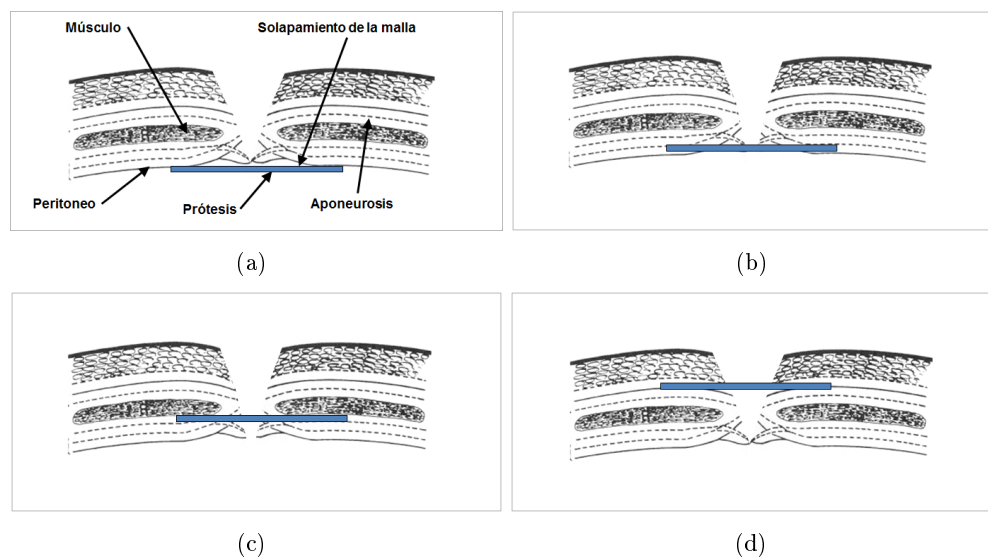 Músculo
Solapamiento de la malla
Peritoneo
Prótesis
Aponeurosis
(a)
(b)
(c)
(d)